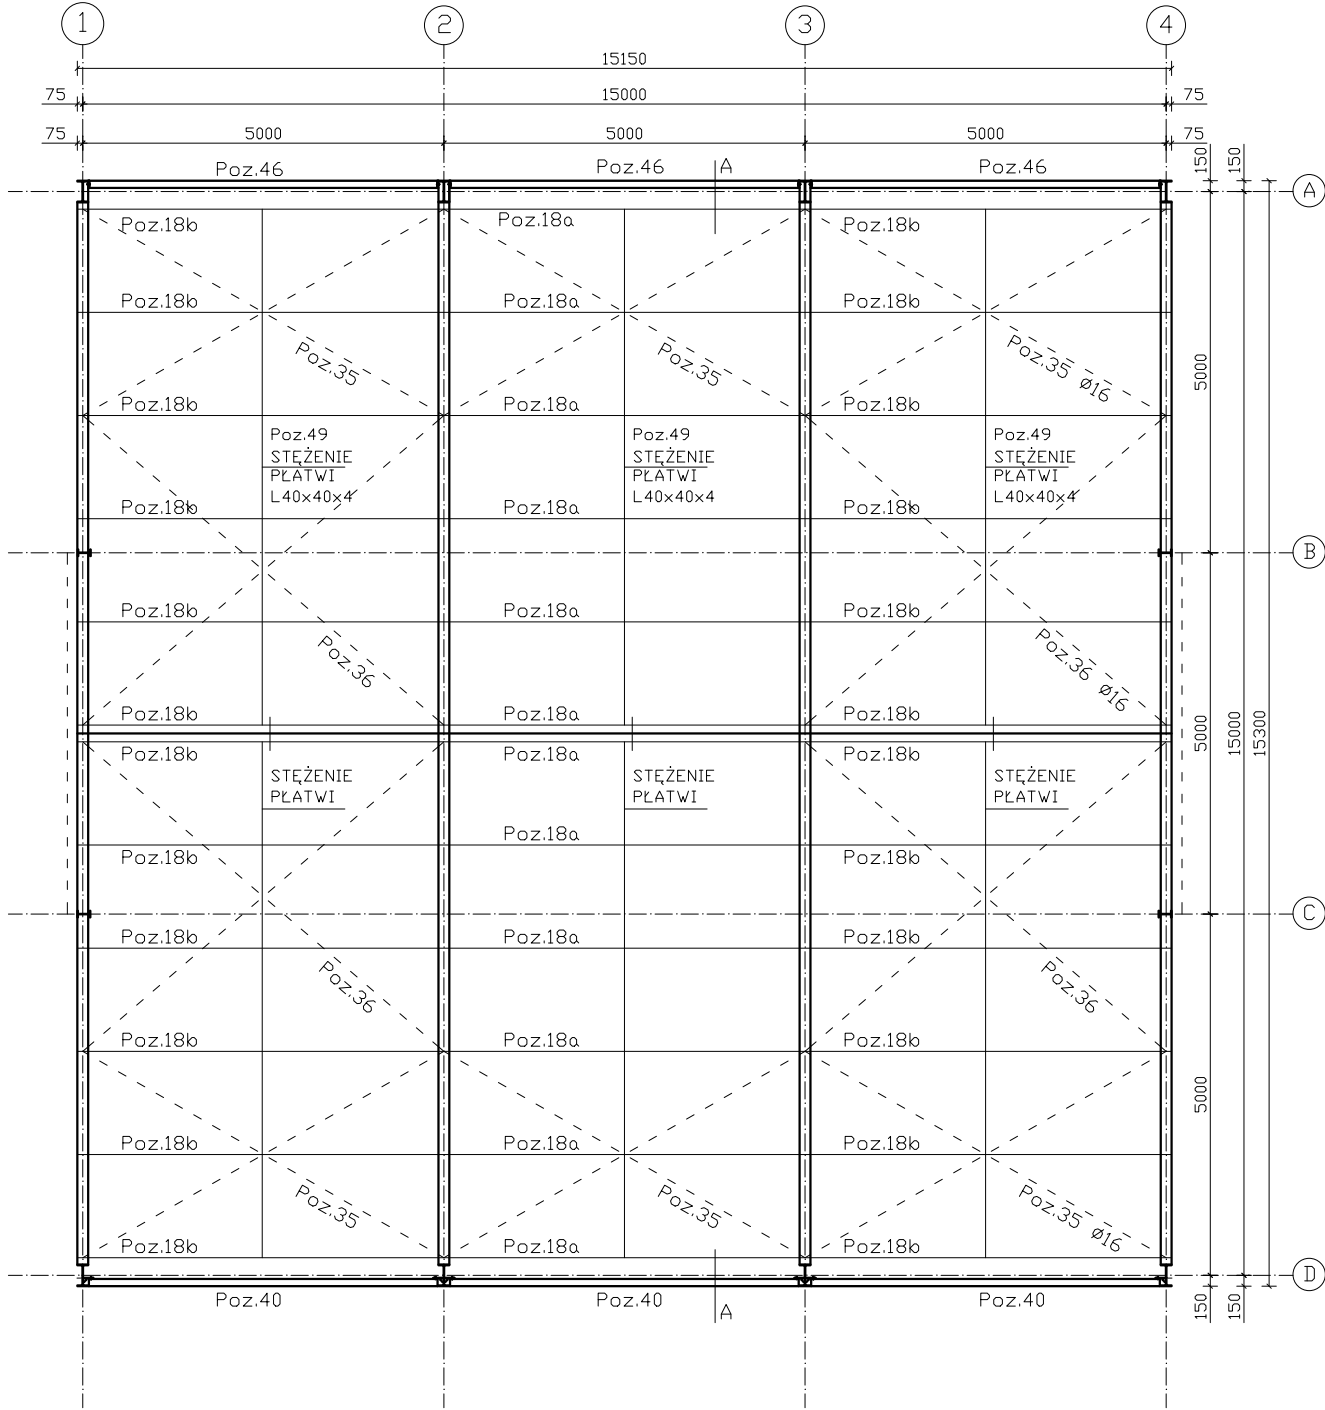 1 2 3 4
15150
75 15000 75
75 5000 5000 5000 75
150 150
Poz.46 Poz.46 A Poz.46
A
Poz.18b Poz.18a Poz.18b
Poz.18b Poz.18a Poz.18b
Poz.35 Poz.35 Poz.35 ø16
5000
Poz.18b Poz.18a Poz.18b
Poz.49 Poz.49 Poz.49
STĘŻENIE STĘŻENIE STĘŻENIE
PŁATWI PŁATWI PŁATWI
L40x40x4 L40x40x4 L40x40x4
Poz.18b Poz.18a Poz.18b
B
Poz.18b Poz.18a Poz.18b
Poz.36 Poz.36 ø16
Poz.18b Poz.18a Poz.18b
5000 15000 15300
Poz.18b Poz.18a Poz.18b
STĘŻENIE STĘŻENIE STĘŻENIE
PŁATWI PŁATWI PŁATWI
Poz.18a
Poz.18b Poz.18b
C
Poz.18b Poz.18a Poz.18b
Poz.36 Poz.36
Poz.18b Poz.18a Poz.18b
5000
Poz.18b Poz.18a Poz.18b
Poz.35 Poz.35 Poz.35 ø16
Poz.18b Poz.18a Poz.18b
D
Poz.40 Poz.40 A Poz.40
150 150